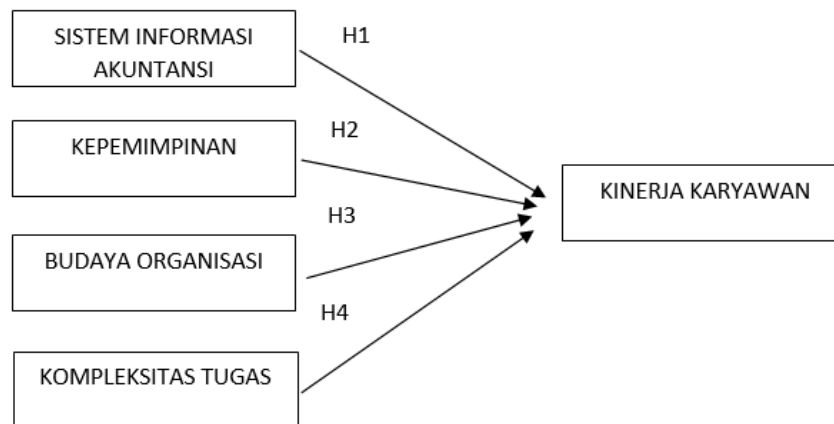 SISTEM INFORMASI
AKUNTANSI
H1
KEPEMIMPINAN
H2
KINERJA KARYAWAN
H3
BUDAYA ORGANISASI
H4
KOMPLEKSITAS TUGAS